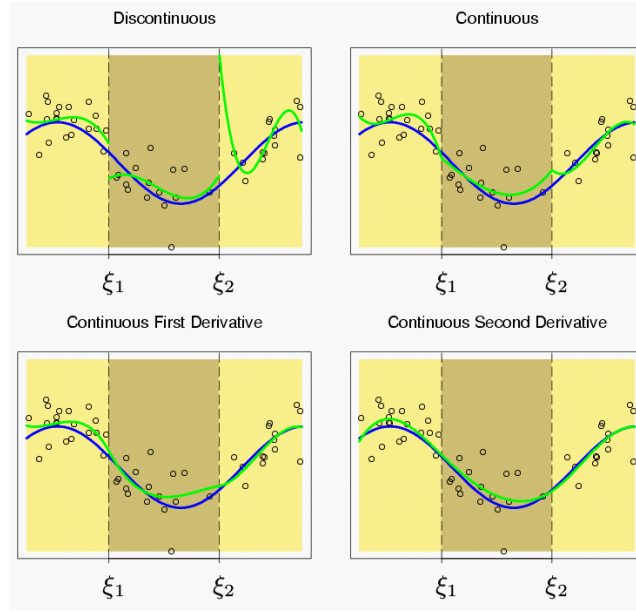 Discontinuous
Continuous
ξ1
ξ2
ξ1
ξ2
Continuous First Derivative
Continuous Second Derivative
ξ1
ξ2
ξ1
ξ2